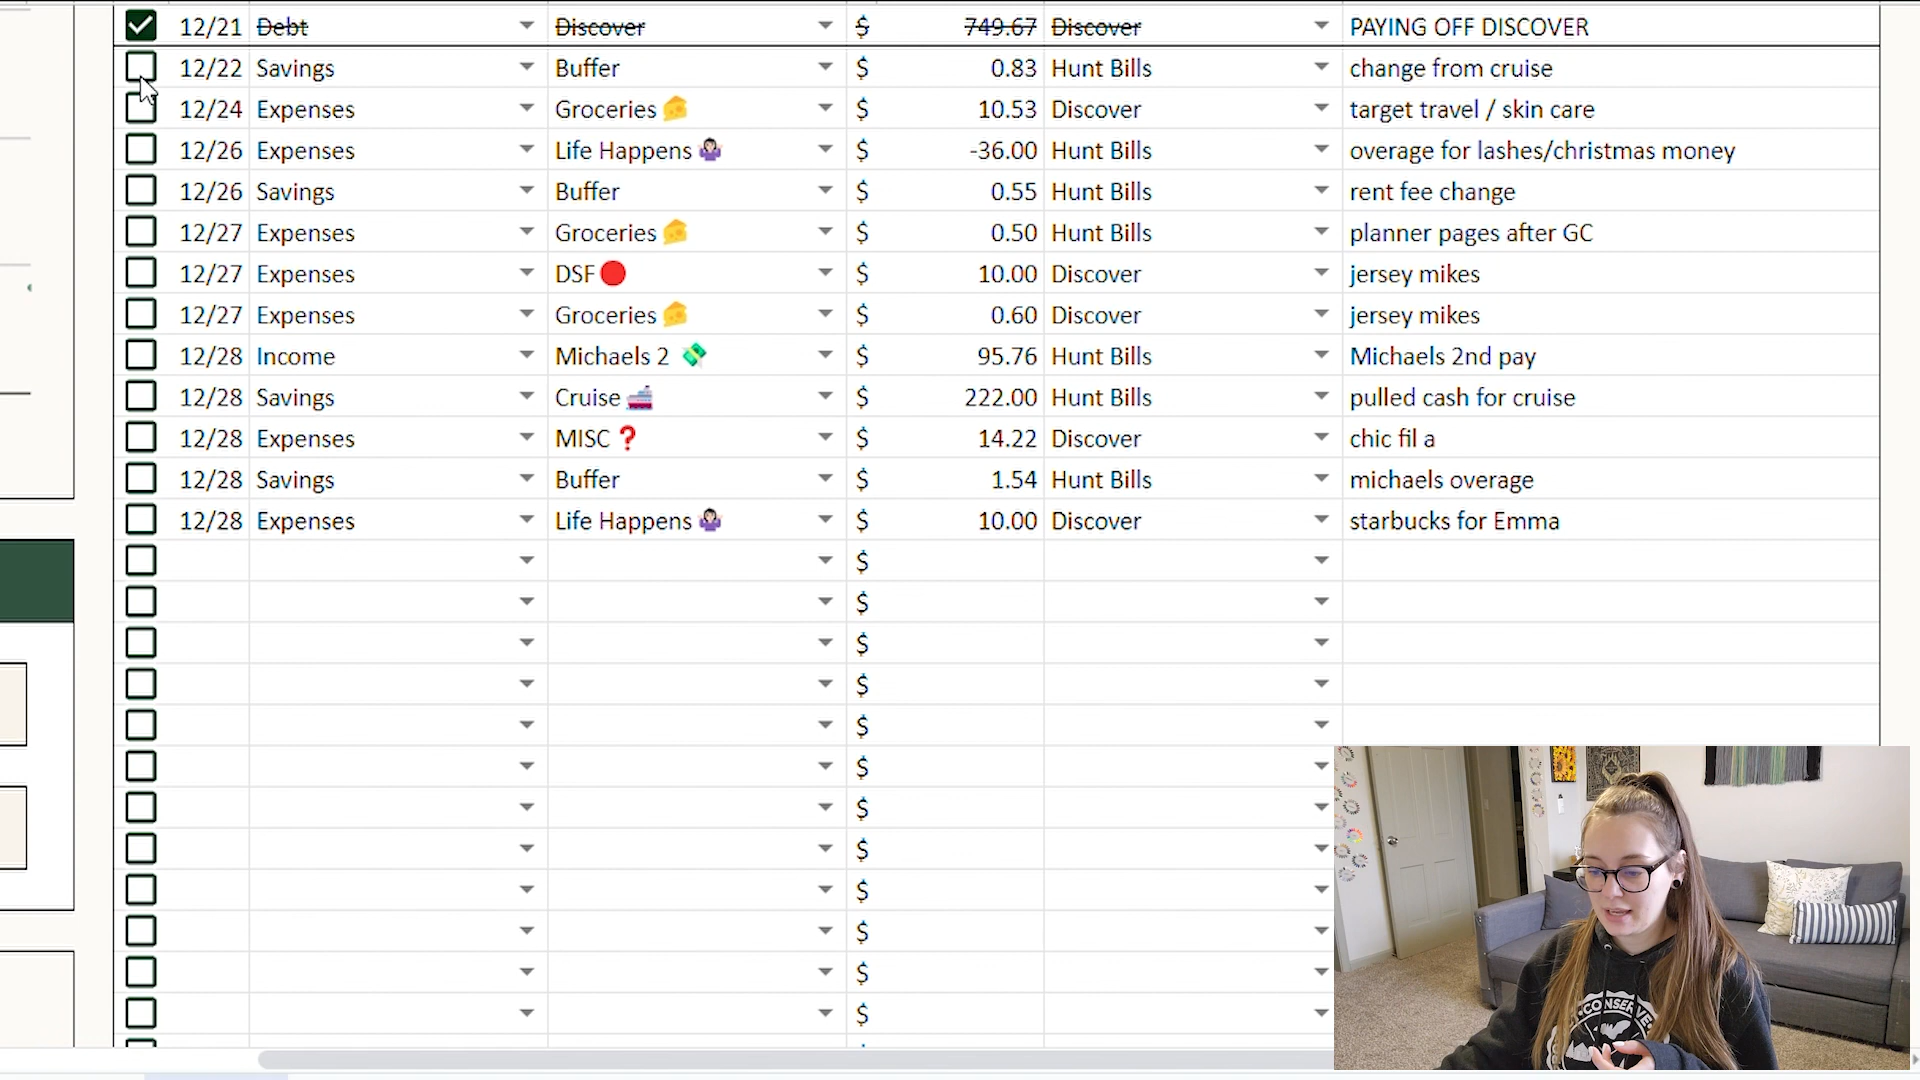 12/21 Debt Discover $ 749.67 Discover PAYING OFF DISCOVER
12/22 Savings Buffer $ 0.83 Hunt Bills change from cruise
12/24 Expenses Groceries 🧀 $ 10.53 Discover target travel / skin care
12/26 Expenses Life Happens 🤷🏻‍♀️ $ -36.00 Hunt Bills overage for lashes/christmas money
12/26 Savings Buffer $ 0.55 Hunt Bills rent fee change
12/27 Expenses Groceries 🧀 $ 0.50 Hunt Bills planner pages after GC
12/27 Expenses DSF 🔴 $ 10.00 Discover jersey mikes
12/27 Expenses Groceries 🧀 $ 0.60 Discover jersey mikes
12/28 Income Michaels 2 💸 $ 95.76 Hunt Bills Michaels 2nd pay
12/28 Savings Cruise 🛳️ $ 222.00 Hunt Bills pulled cash for cruise
12/28 Expenses MISC ❓ $ 14.22 Discover chic fil a
12/28 Savings Buffer $ 1.54 Hunt Bills michaels overage
12/28 Expenses Life Happens 🤷🏻‍♀️ $ 10.00 Discover starbucks for Emma
$
$
$
$
$
$
$
$
$
$
$
$